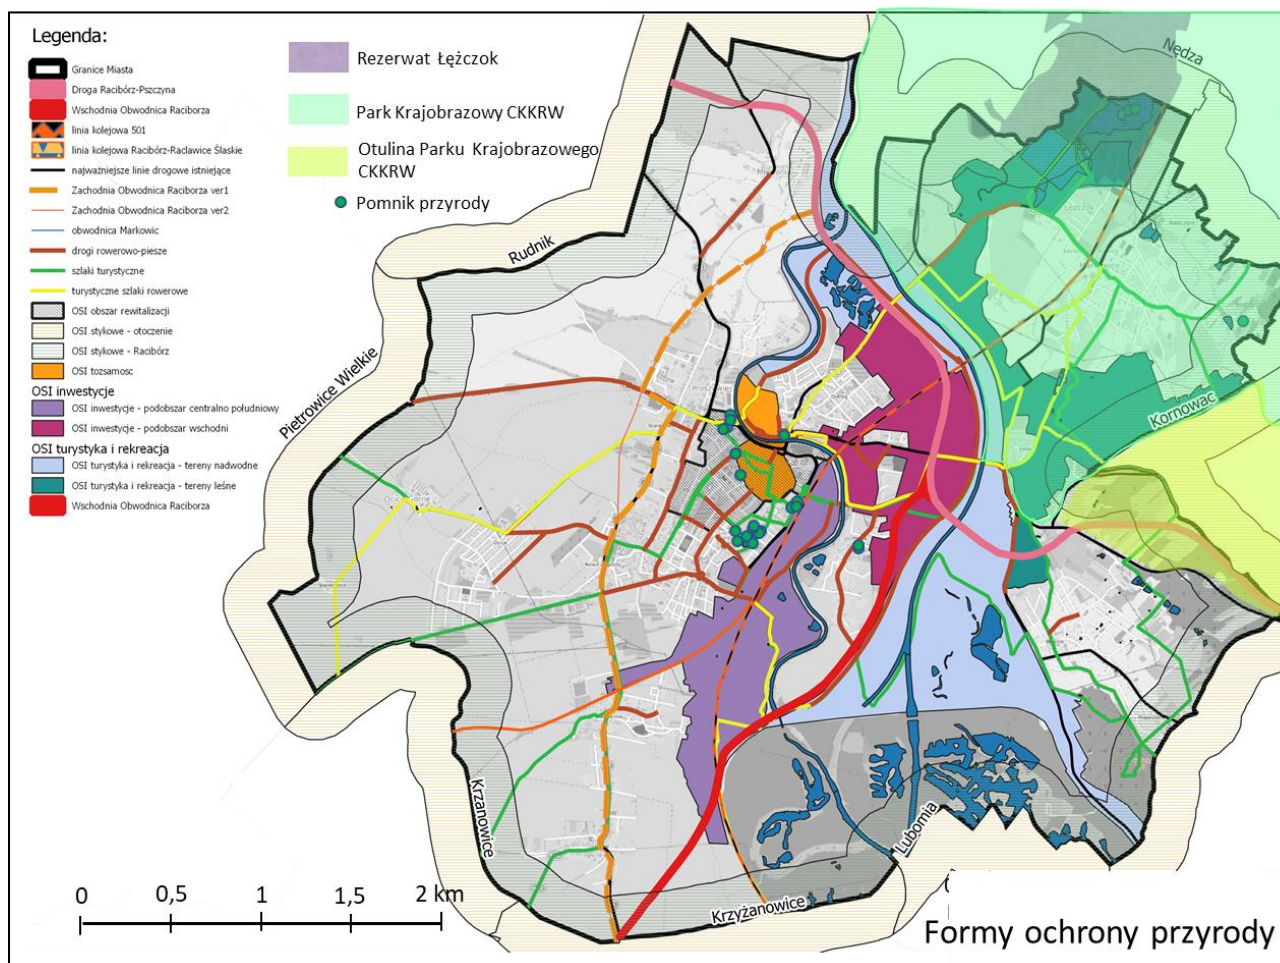 Legenda:
Granice Miasta
Droga Racibórz-Pszczyna
Wschodnia Obwodnica Raciborza
linia kolejowa 501
linia kolejowa Racibórz-Racławice Śląskie
najważniejsze linie drogowe istniejące
Zachodnia Obwodnica Raciborza ver1
Zachodnia Obwodnica Raciborza ver2
obwodnica Markowic
drogi rowerowo-piesze
szlaki turystyczne
turystyczne szlaki rowerowe
OSI obszar rewitalizacji
OSI stykowe - otoczenie
OSI stykowe - Racibórz
OSI tozsamosc
OSI inwestycje
OSI inwestycje - podobszar centralno południowy
OSI inwestycje - podobszar wschodni
OSI turystyka i rekreacja
OSI turystyka i rekreacja - tereny nadwodne
OSI turystyka i rekreacja - tereny leśne
Wschodnia Obwodnica Raciborza
Rezerwat Łężczok
Park Krajobrazowy CKKRW
Otulina Parku Krajobrazowego
CKKRW
Pomnik przyrody
Nędza
Rudnik
Pietrowice Wielkie
Kornowac
Krzanowice
Lubomia
Krzyżanowice
0 0,5 1 1,5 2 km
Formy ochrony przyrody